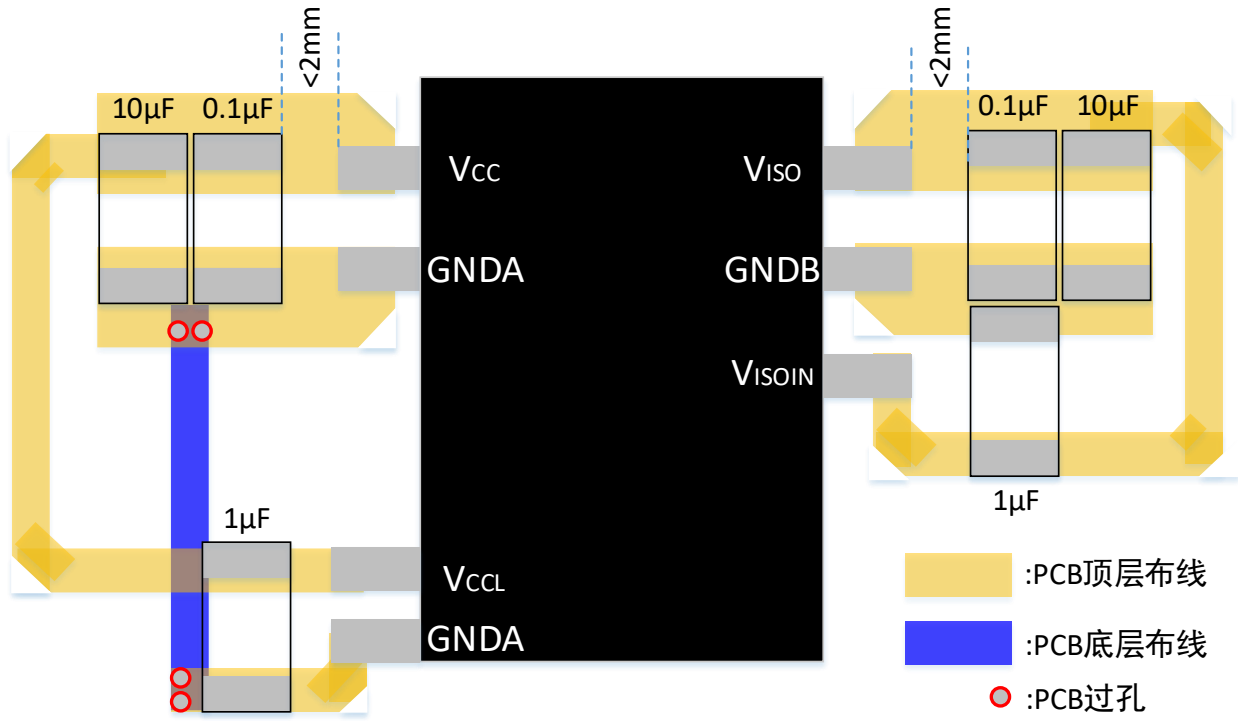 <2mm
<2mm
10μF
0.1μF
0.1μF
10μF
VCC
VISO
GNDA
GNDB
VISOIN
1μF
1μF
VCCL
GNDA
:PCB顶层布线
:PCB底层布线
:PCB过孔